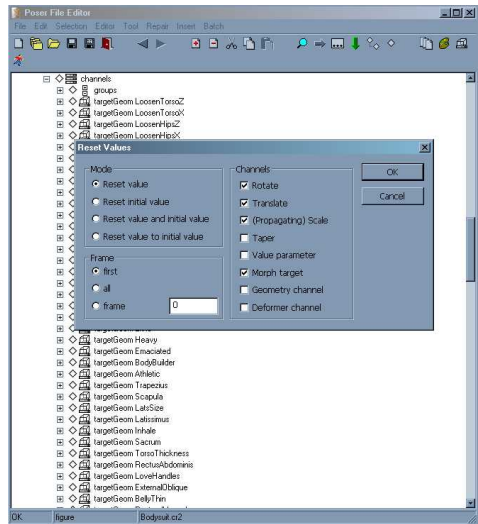 Poser File Editor
File Edit Selection Editor Tool Repair Insert Batch
channels
groups
targetGeom LoosenTorsoZ
targetGeom LoosenTorsoX
targetGeom LoosenHipsZ
targetGeom LoosenHipsX
Reset Values
Mode
Reset value
Reset initial value
Reset value and initial value
Reset value to initial value
Frame
first
all
frame 0
Channels
Rotate
Translate
(Propagating) Scale
Taper
Value parameter
Morph target
Geometry channel
Deformer channel
OK
Cancel
targetGeom Heavy
targetGeom Emaciated
targetGeom BodyBuilder
targetGeom Athletic
targetGeom Trapezius
targetGeom Scapula
targetGeom LatsSize
targetGeom Latissimus
targetGeom Inhale
targetGeom Sacrum
targetGeom TorsoThickness
targetGeom RectusAbdominis
targetGeom LoveHandles
targetGeom ExternalOblique
targetGeom BellyThin
OK figure Bodysuit.cr2